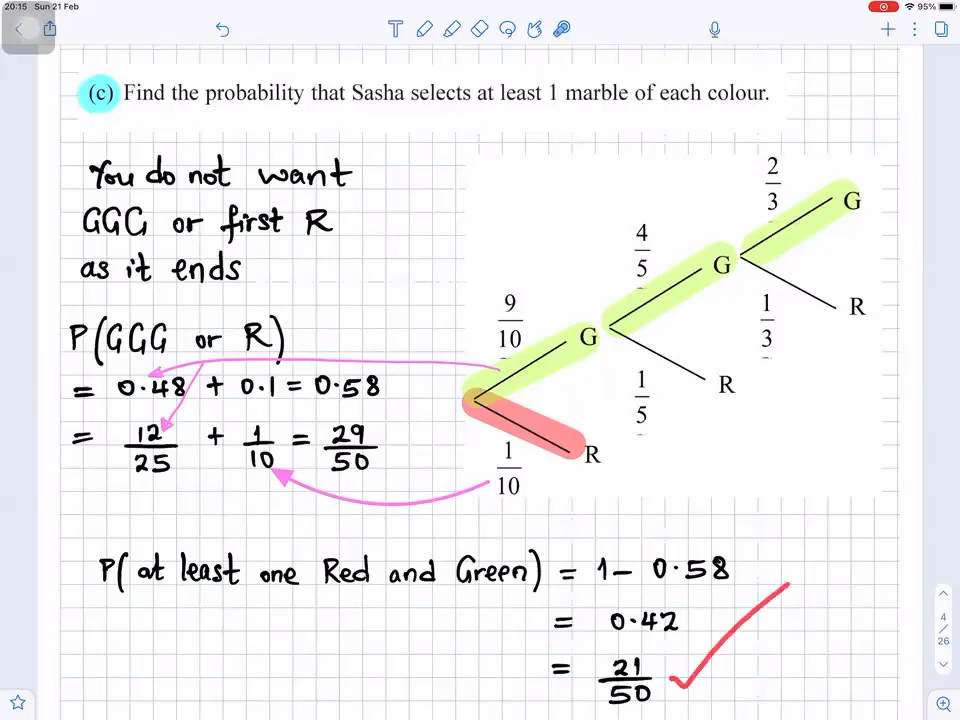 20:15 Sun 21 Feb 95%
(c) Find the probability that Sasha selects at least 1 marble of each colour.
You do not want
GGG or first R
as it ends
P(GGG or R)
= 0.48 + 0.1 = 0.58
= 12/25 + 1/10 = 29/50
2/3 G
4/5 G
1/3 R
9/10 G
1/5 R
1/10 R
P(at least one Red and Green) = 1 - 0.58
= 0.42
= 21/50
4
/
26